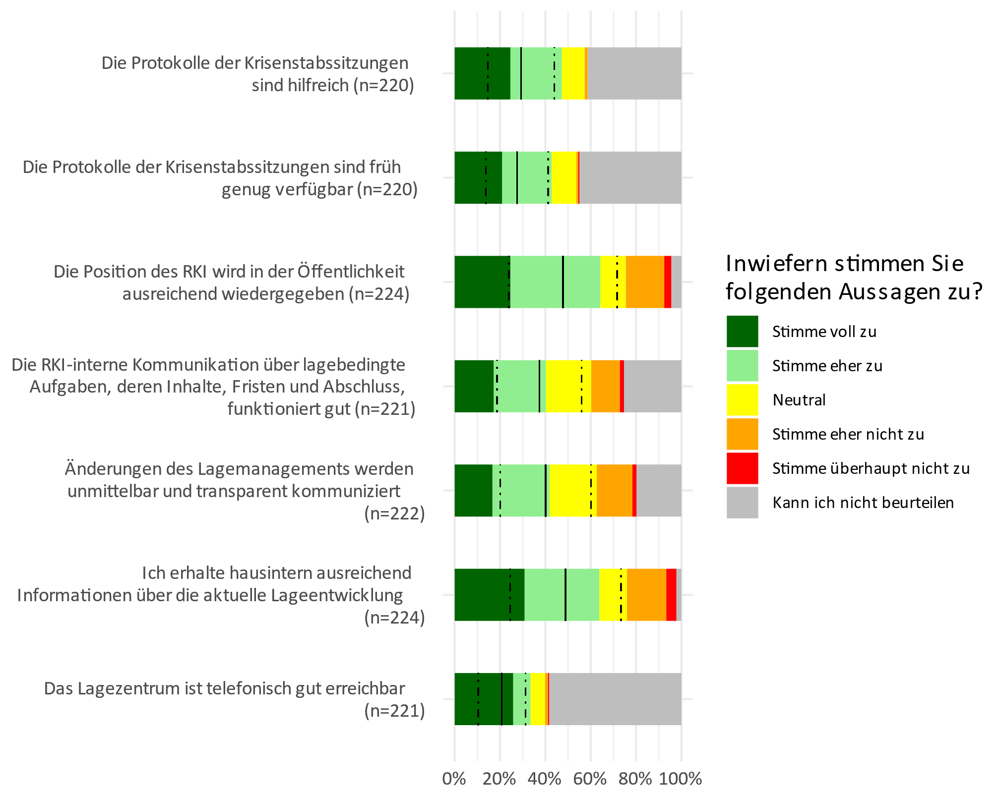 Die Protokolle der Krisenstabssitzungen
sind hilfreich (n=220)
Die Protokolle der Krisenstabssitzungen sind früh
genug verfügbar (n=220)
Die Position des RKI wird in der Öffentlichkeit
ausreichend wiedergegeben (n=224)
Die RKI-interne Kommunikation über lagebedingte
Aufgaben, deren Inhalte, Fristen und Abschluss,
funktioniert gut (n=221)
Änderungen des Lagemanagements werden
unmittelbar und transparent kommuniziert
(n=222)
Ich erhalte hausintern ausreichend
Informationen über die aktuelle Lageentwicklung
(n=224)
Das Lagezentrum ist telefonisch gut erreichbar
(n=221)
0% 20% 40% 60% 80% 100%
Inwiefern stimmen Sie
folgenden Aussagen zu?
Stimme voll zu
Stimme eher zu
Neutral
Stimme eher nicht zu
Stimme überhaupt nicht zu
Kann ich nicht beurteilen